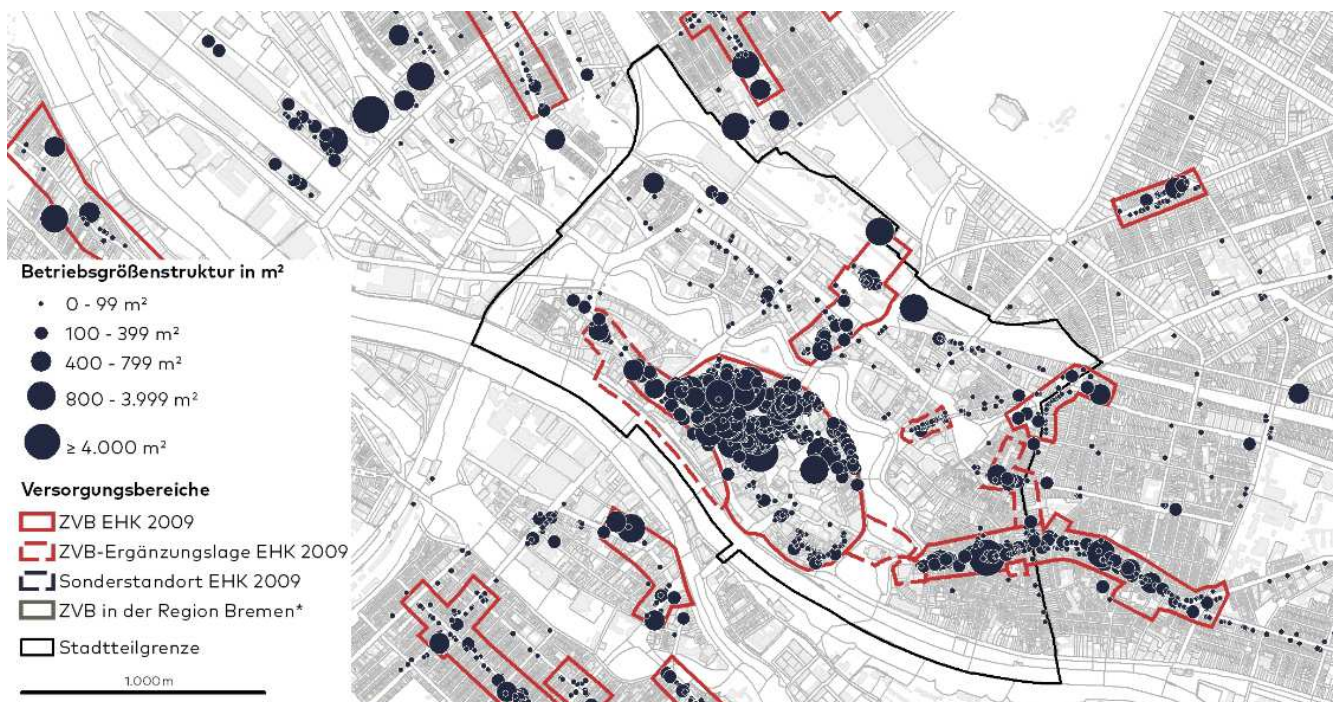 Betriebsgrößenstruktur in m²
0 - 99 m²
100 - 399 m²
400 - 799 m²
800 - 3.999 m²
≥ 4.000 m²
Versorgungsbereiche
ZVB EHK 2009
ZVB-Ergänzungslage EHK 2009
Sonderstandort EHK 2009
ZVB in der Region Bremen*
Stadtteilgrenze
1.000 m